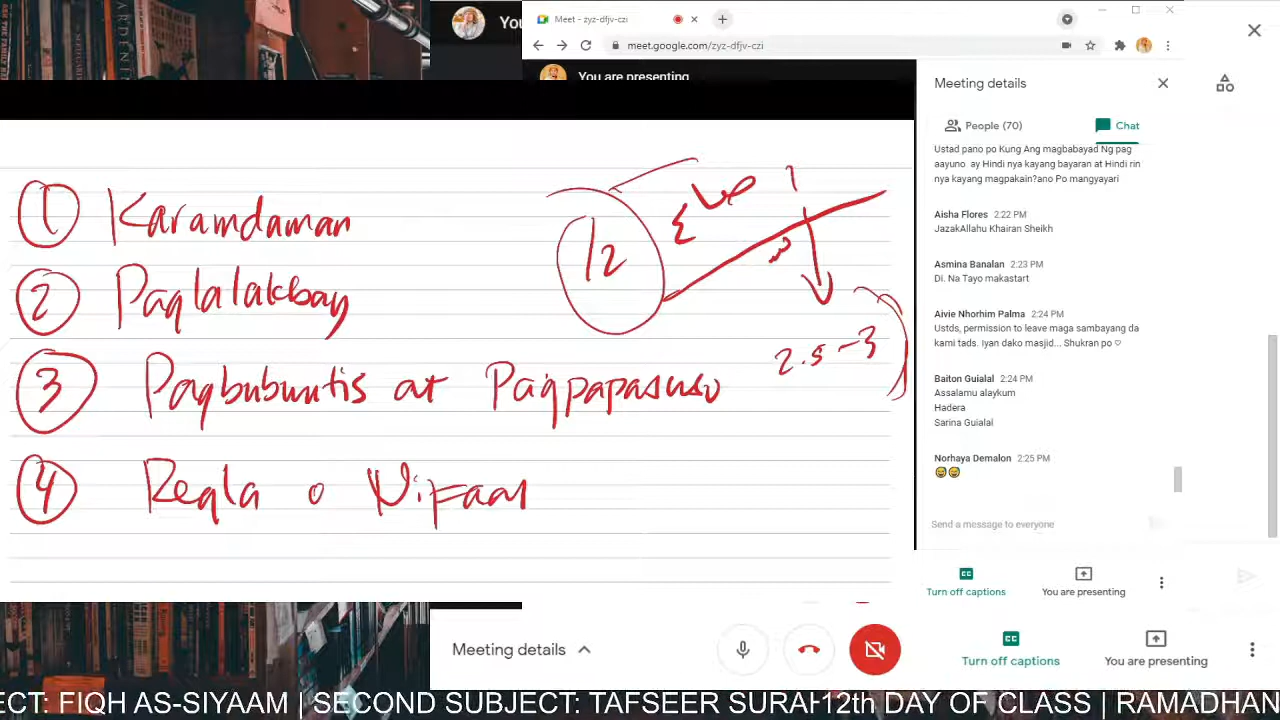 You
Meet - zyz-dfjv-czi
meet.google.com/zyz-dfjv-czi
You are presenting
Meeting details
People (70)
Chat
Ustad pano po Kung Ang magbabayad Ng pag
aayuno ay Hindi nya kayang bayaran at Hindi rin
nya kayang magpakain?ano Po mangyayari
Aisha Flores 2:22 PM
JazakAllahu Khairan Sheikh
Asmina Banalan 2:23 PM
Di. Na Tayo makastart
Aivie Nhorhim Palma 2:24 PM
Ustds, permission to leave maga sambayang da
kami tads. Iyan dako masjid... Shukran po ♡
Baiton Guialal 2:24 PM
Assalamu alaykum
Hadera
Sarina Guialal
Norhaya Demalon 2:25 PM
😅😅
Send a message to everyone
Turn off captions
You are presenting
1 Karamdaman
2 Paglalakbay
3 Pagbubuntis at Pagpapasuso
4 Regla o Nifaas
12
2.5 - 3
Meeting details
Turn off captions
You are presenting
ECT: FIQH AS-SIYAAM | SECOND SUBJECT: TAFSEER SURAH
12th DAY OF CLASS | RAMADHAN